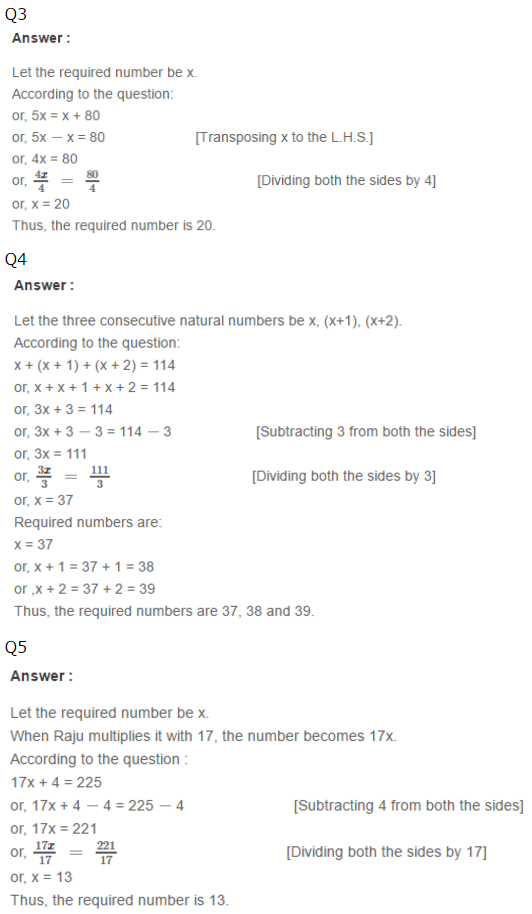 Q3
Answer :
Let the required number be x.
According to the question:
or, 5x = x + 80
or, 5x — x = 80 [Transposing x to the L.H.S.]
or, 4x = 80
or, 4x/4 = 80/4 [Dividing both the sides by 4]
or, x = 20
Thus, the required number is 20.
Q4
Answer :
Let the three consecutive natural numbers be x, (x+1), (x+2).
According to the question:
x + (x + 1) + (x + 2) = 114
or, x + x + 1 + x + 2 = 114
or, 3x + 3 = 114
or, 3x + 3 — 3 = 114 — 3 [Subtracting 3 from both the sides]
or, 3x = 111
or, 3x/3 = 111/3 [Dividing both the sides by 3]
or, x = 37
Required numbers are:
x = 37
or, x + 1 = 37 + 1 = 38
or ,x + 2 = 37 + 2 = 39
Thus, the required numbers are 37, 38 and 39.
Q5
Answer :
Let the required number be x.
When Raju multiplies it with 17, the number becomes 17x.
According to the question :
17x + 4 = 225
or, 17x + 4 — 4 = 225 — 4 [Subtracting 4 from both the sides]
or, 17x = 221
or, 17x/17 = 221/17 [Dividing both the sides by 17]
or, x = 13
Thus, the required number is 13.